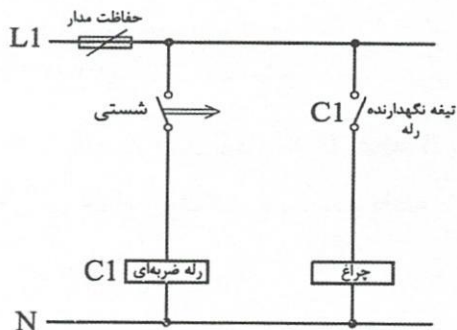 حفاظت مدار
L1
شستی
C1
تیغه نگهدارنده
رله
C1
رله ضربه‌ای
چراغ
N